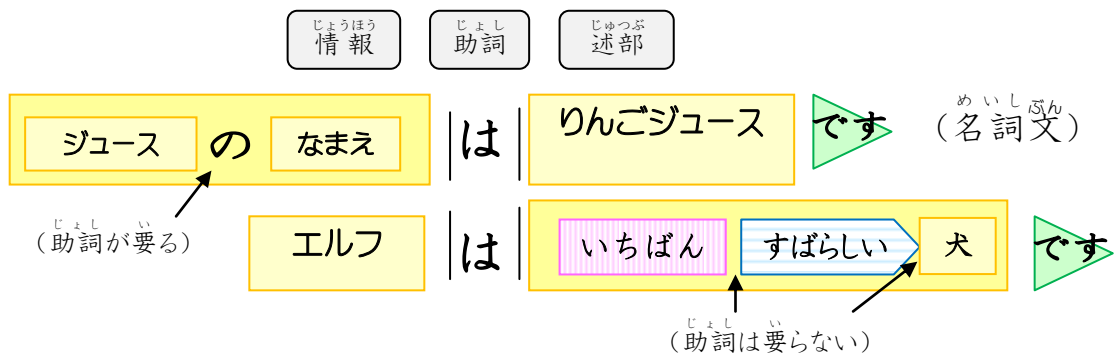 情報 助詞 述部
ジュース の なまえ は りんごジュース です （名詞文）
（助詞が要る）
エルフ は いちばん すばらしい 犬 です
（助詞は要らない）